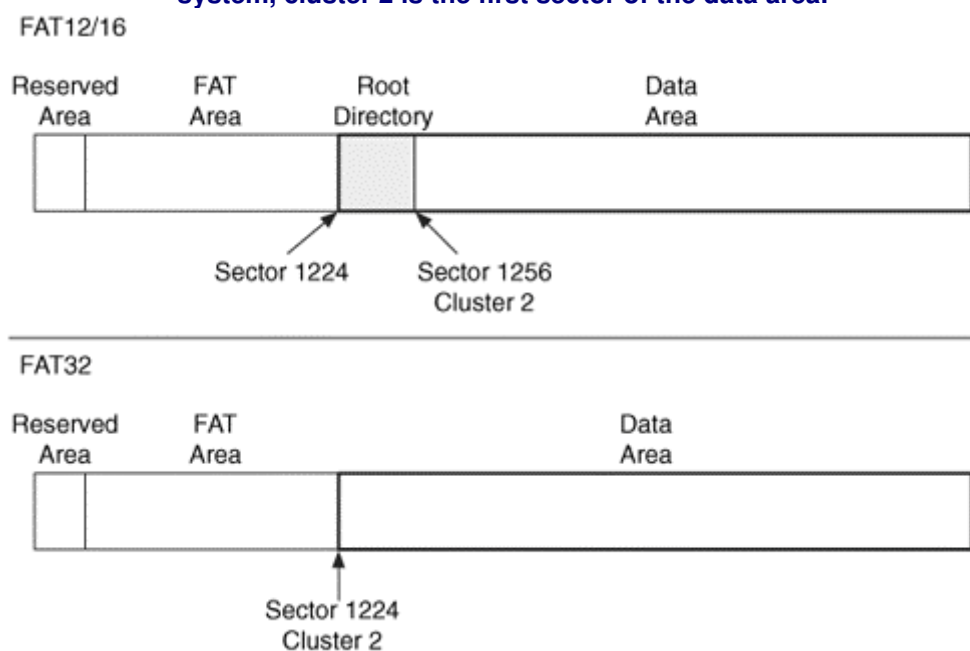 system, cluster 2 is the first sector of the data area.
FAT12/16
Reserved Area
FAT Area
Root Directory
Data Area
Sector 1224
Sector 1256
Cluster 2
FAT32
Reserved Area
FAT Area
Data Area
Sector 1224
Cluster 2